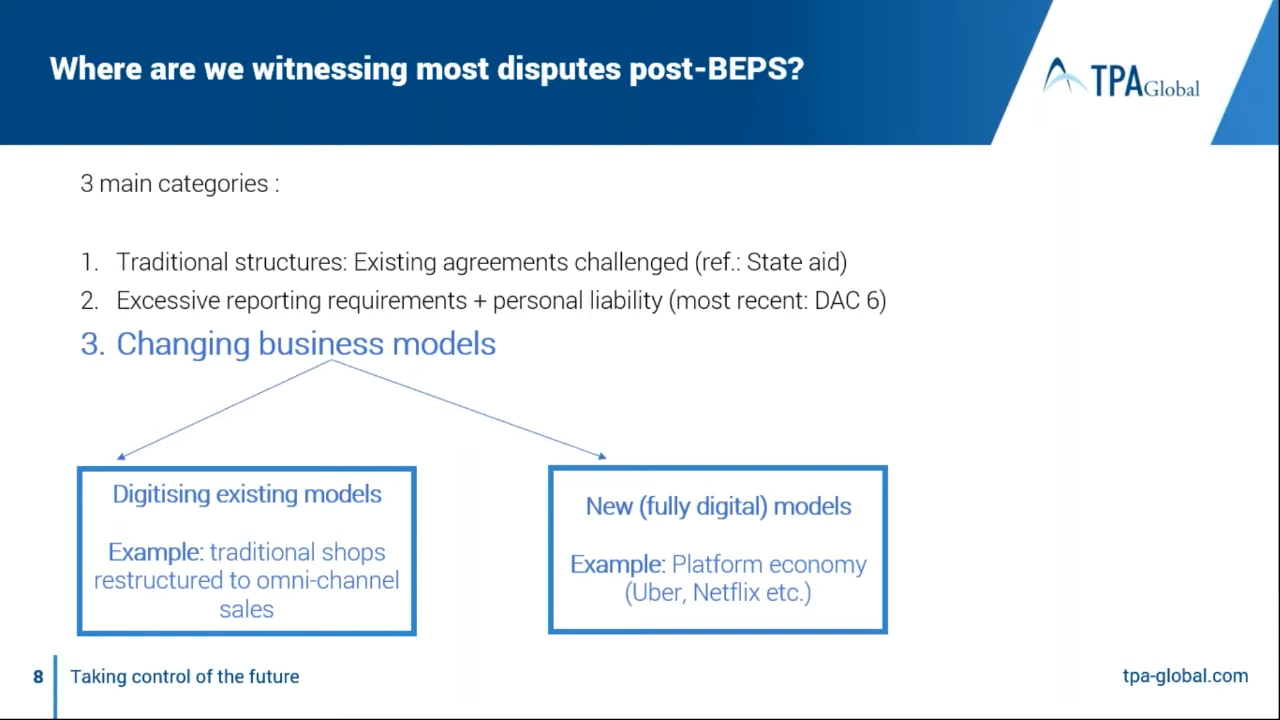 Where are we witnessing most disputes post-BEPS?
TPA Global
3 main categories :
1. Traditional structures: Existing agreements challenged (ref.: State aid)
2. Excessive reporting requirements + personal liability (most recent: DAC 6)
3. Changing business models
Digitising existing models
Example: traditional shops
restructured to omni-channel
sales
New (fully digital) models
Example: Platform economy
(Uber, Netflix etc.)
8
Taking control of the future
tpa-global.com